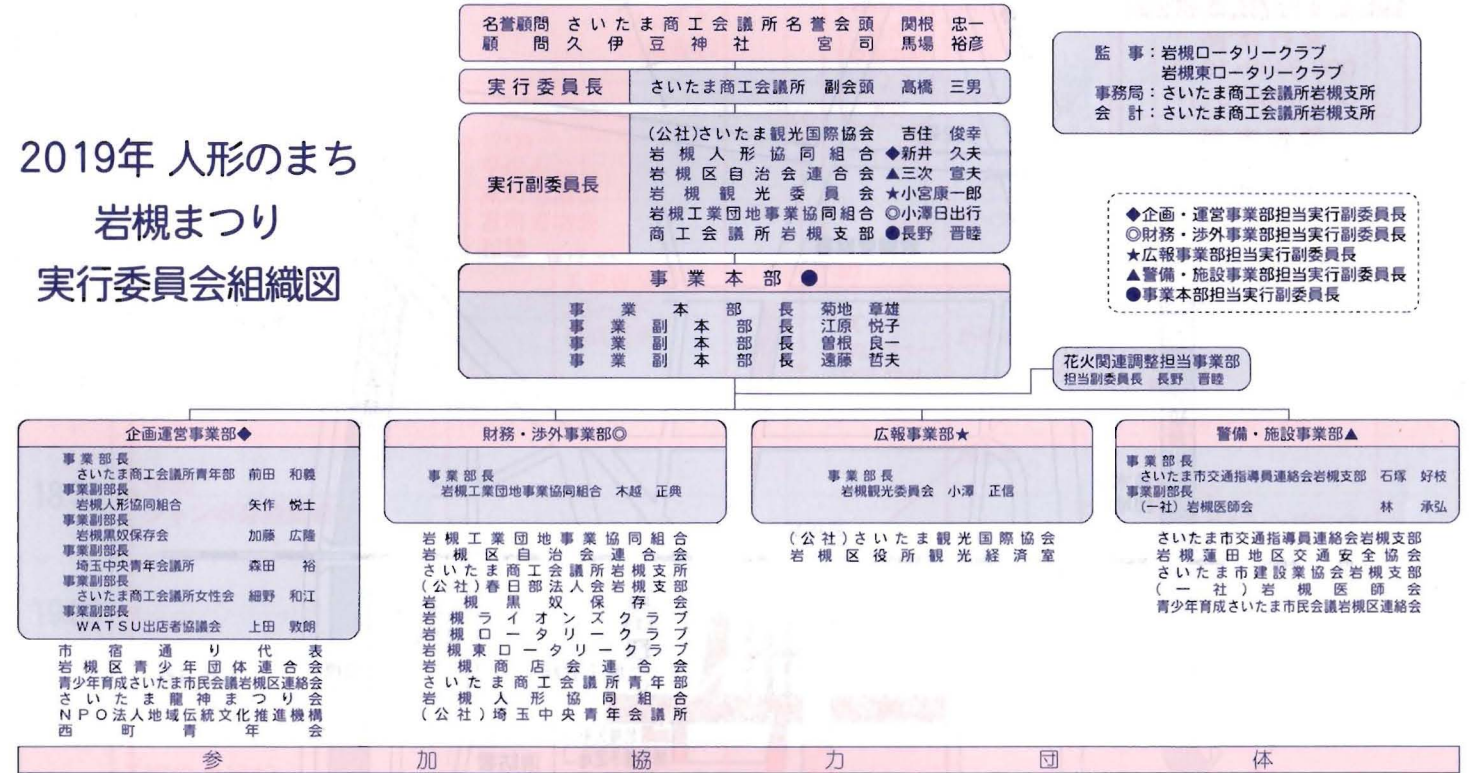 2019年 人形のまち
岩槻まつり
実行委員会組織図
名誉顧問 さいたま商工会議所名誉会頭 関根 忠一
顧問 久伊豆神社 宮司 馬場 裕彦
実行委員長 さいたま商工会議所 副会頭 高橋 三男
実行副委員長
(公社)さいたま観光国際協会 吉住 俊幸
岩槻人形協同組合 ◆新井 久夫
岩槻区自治会連合会 ▲三次 宣夫
岩槻観光委員会 ★小宮康一郎
岩槻工業団地事業協同組合 ◎小澤日出行
商工会議所岩槻支部 ●長野 晋睦
監 事：岩槻ロータリークラブ
岩槻東ロータリークラブ
事務局：さいたま商工会議所岩槻支所
会 計：さいたま商工会議所岩槻支所
◆企画・運営事業部担当実行副委員長
◎財務・渉外事業部担当実行副委員長
★広報事業部担当実行副委員長
▲警備・施設事業部担当実行副委員長
●事業本部担当実行副委員長
事業本部●
事業本部長 菊地 章雄
事業副本部長 江原 悦子
事業副本部長 曽根 良一
事業副本部長 遠藤 哲夫
花火関連調整担当事業部
担当副委員長 長野 晋睦
企画運営事業部◆
事業部長
さいたま商工会議所青年部 前田 和義
事業副部長
岩槻人形協同組合 矢作 悦士
事業副部長
岩槻黒奴保存会 加藤 広隆
事業副部長
埼玉中央青年会議所 森田 裕
事業副部長
さいたま商工会議所女性会 細野 和江
事業副部長
WATSU出店者協議会 上田 敦朗
市宿通り代表
岩槻区青少年団体連合会
青少年育成さいたま市民会議岩槻区連絡会
さいたま龍神まつり会
NPO法人地域伝統文化推進機構
西町青年会
財務・渉外事業部◎
事業部長
岩槻工業団地事業協同組合 木越 正典
岩槻工業団地事業協同組合
岩槻区自治会連合会
さいたま商工会議所岩槻支所
(公社)春日部法人会岩槻支部
岩槻黒奴保存会
岩槻ライオンズクラブ
岩槻ロータリークラブ
岩槻東ロータリークラブ
岩槻商店会連合会
さいたま商工会議所青年部
岩槻人形協同組合
(公社)埼玉中央青年会議所
広報事業部★
事業部長
岩槻観光委員会 小澤 正信
(公社)さいたま観光国際協会
岩槻区役所観光経済室
警備・施設事業部▲
事業部長
さいたま市交通指導員連絡会岩槻支部 石塚 好枝
事業副部長
(一社)岩槻医師会 林 承弘
さいたま市交通指導員連絡会岩槻支部
岩槻蓮田地区交通安全協会
さいたま市建設業協会岩槻支部
(一社)岩槻医師会
青少年育成さいたま市民会議岩槻区連絡会
参加協力団体